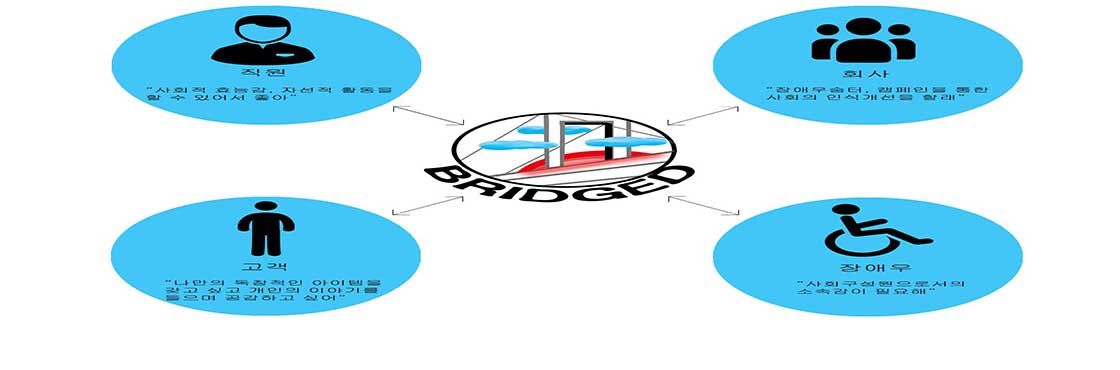 직원
"사회적 효능감, 자선적 활동을
할 수 있어서 좋아"
회사
"장애우쉼터, 캠페인을 통한
사회의 인식개선을 할래"
BRIDGED
고객
"나만의 독창적인 아이템을
갖고 싶고 개인의 이야기를
들으며 공감하고 싶어"
장애우
"사회구성원으로서의
소속감이 필요해"